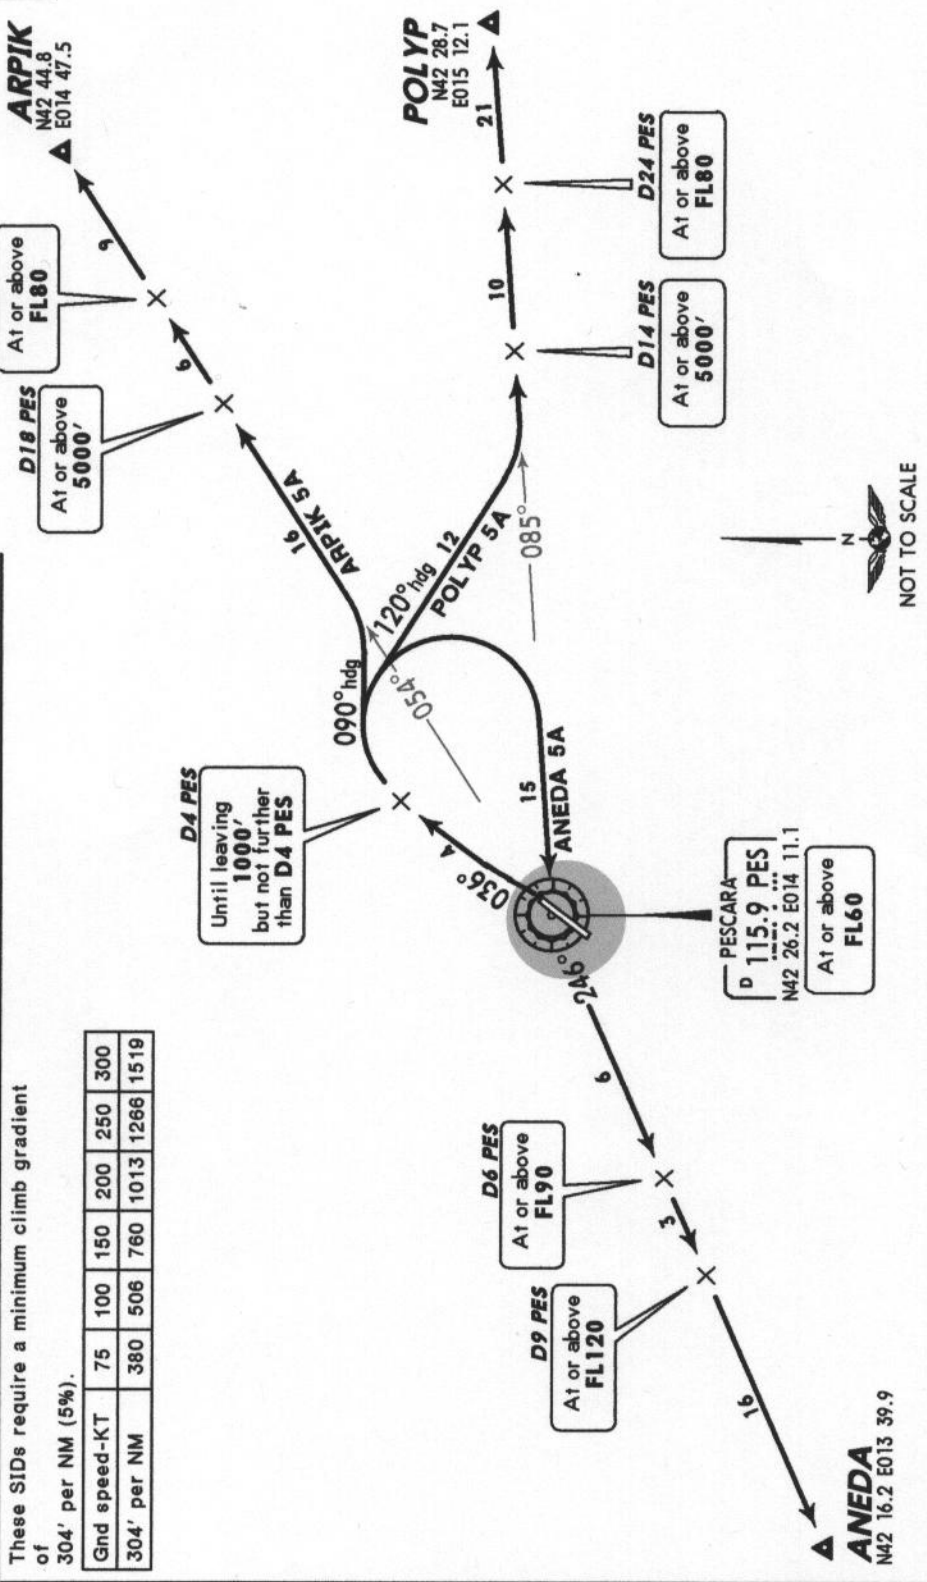 These SIDs require a minimum climb gradient
of
304' per NM (5%).
Gnd speed-KT 75 100 150 200 250 300
304' per NM 380 506 760 1013 1266 1519
ARPIK
N42 44.8
E014 47.5
9
At or above
FL80
6
D18 PES
At or above
5000'
16
ARPIK 5A
090° hdg
054°
D4 PES
Until leaving
1000'
but not further
than D4 PES
120° hdg 12
POLYP 5A
POLYP
N42 28.7
E015 12.1
21
10
085°
D24 PES
At or above
FL80
D14 PES
At or above
5000'
036° 4
15
ANEDA 5A
246°
6
3
16
D6 PES
At or above
FL90
D9 PES
At or above
FL120
PESCARA
D 115.9 PES
N42 26.2 E014 11.1
At or above
FL60
ANEDA
N42 16.2 E013 39.9
N
NOT TO SCALE